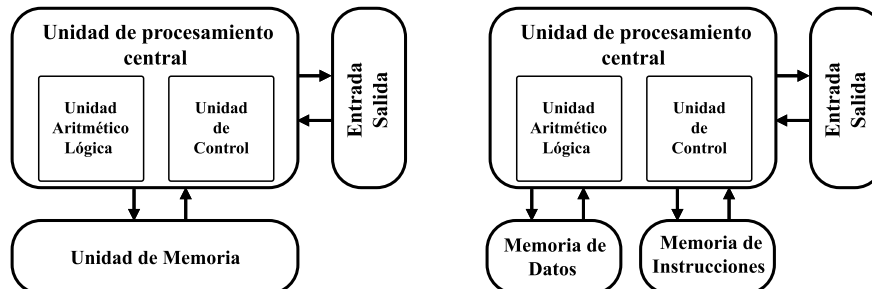 Unidad de procesamiento
central
Unidad
Aritmético
Lógica
Unidad
de
Control
Entrada
Salida
Unidad de Memoria
Unidad de procesamiento
central
Unidad
Aritmético
Lógica
Unidad
de
Control
Entrada
Salida
Memoria de
Datos
Memoria de
Instrucciones